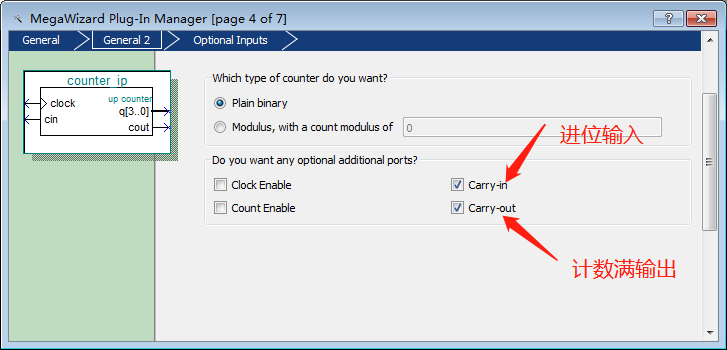 MegaWizard Plug-In Manager [page 4 of 7]
General
General 2
Optional Inputs
counter_ip
up counter
clock
q[3..0]
cin
cout
Which type of counter do you want?
Plain binary
Modulus, with a count modulus of
0
进位输入
Do you want any optional additional ports?
Clock Enable
Carry-in
Count Enable
Carry-out
计数满输出